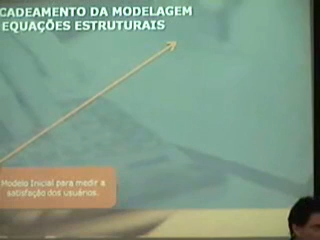 CADEAMENTO DA MODELAGEM
EQUAÇÕES ESTRUTURAIS
Modelo Inicial para medir a
satisfação dos usuários.